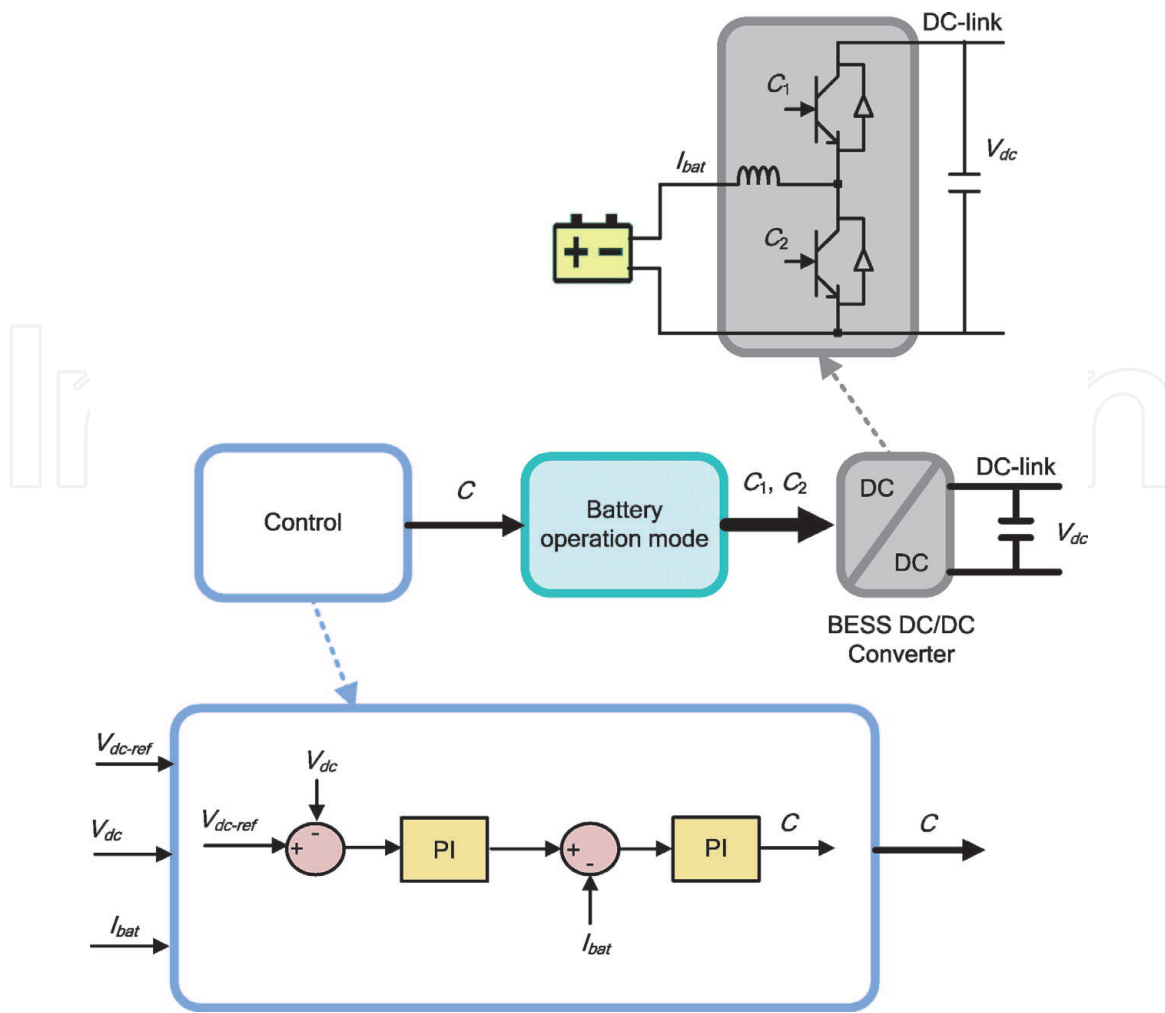 DC-link
C1
Ibat
Vdc
C2
+ −
DC-link
C
C1, C2
DC
Control
Battery
operation mode
Vdc
DC
BESS DC/DC
Converter
Vdc-ref
Vdc
Vdc
Vdc-ref
-
+
PI
+
-
PI
C
C
Ibat
Ibat